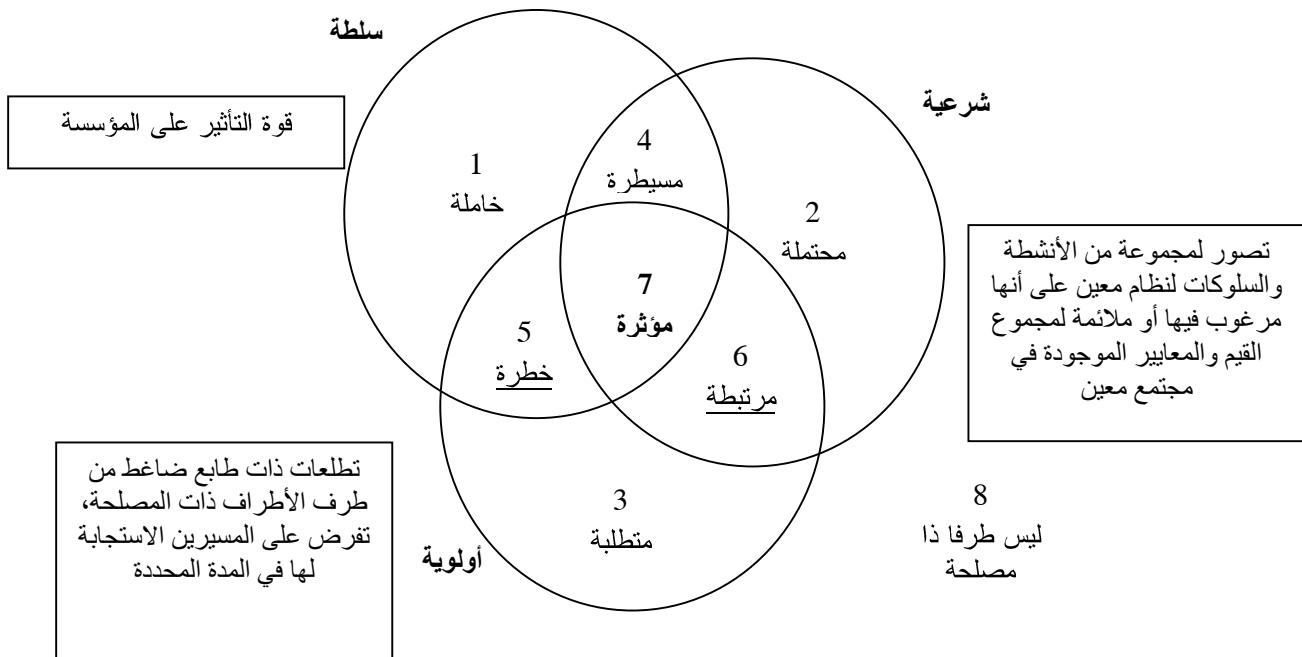 سلطة
شرعية
قوة التأثير على المؤسسة
4
مسيطرة
1
خاملة
2
محتملة
تصور لمجموعة من الأنشطة
والسلوكات لنظام معين على أنها
مرغوب فيها أو ملائمة لمجموع
القيم والمعايير الموجودة في
مجتمع معين
7
مؤثرة
5
خطرة
6
مرتبطة
تطلعات ذات طابع ضاغط من
طرف الأطراف ذات المصلحة،
تفرض على المسيرين الاستجابة
لها في المدة المحددة
أولوية
3
متطلبة
8
ليس طرفا ذا
مصلحة